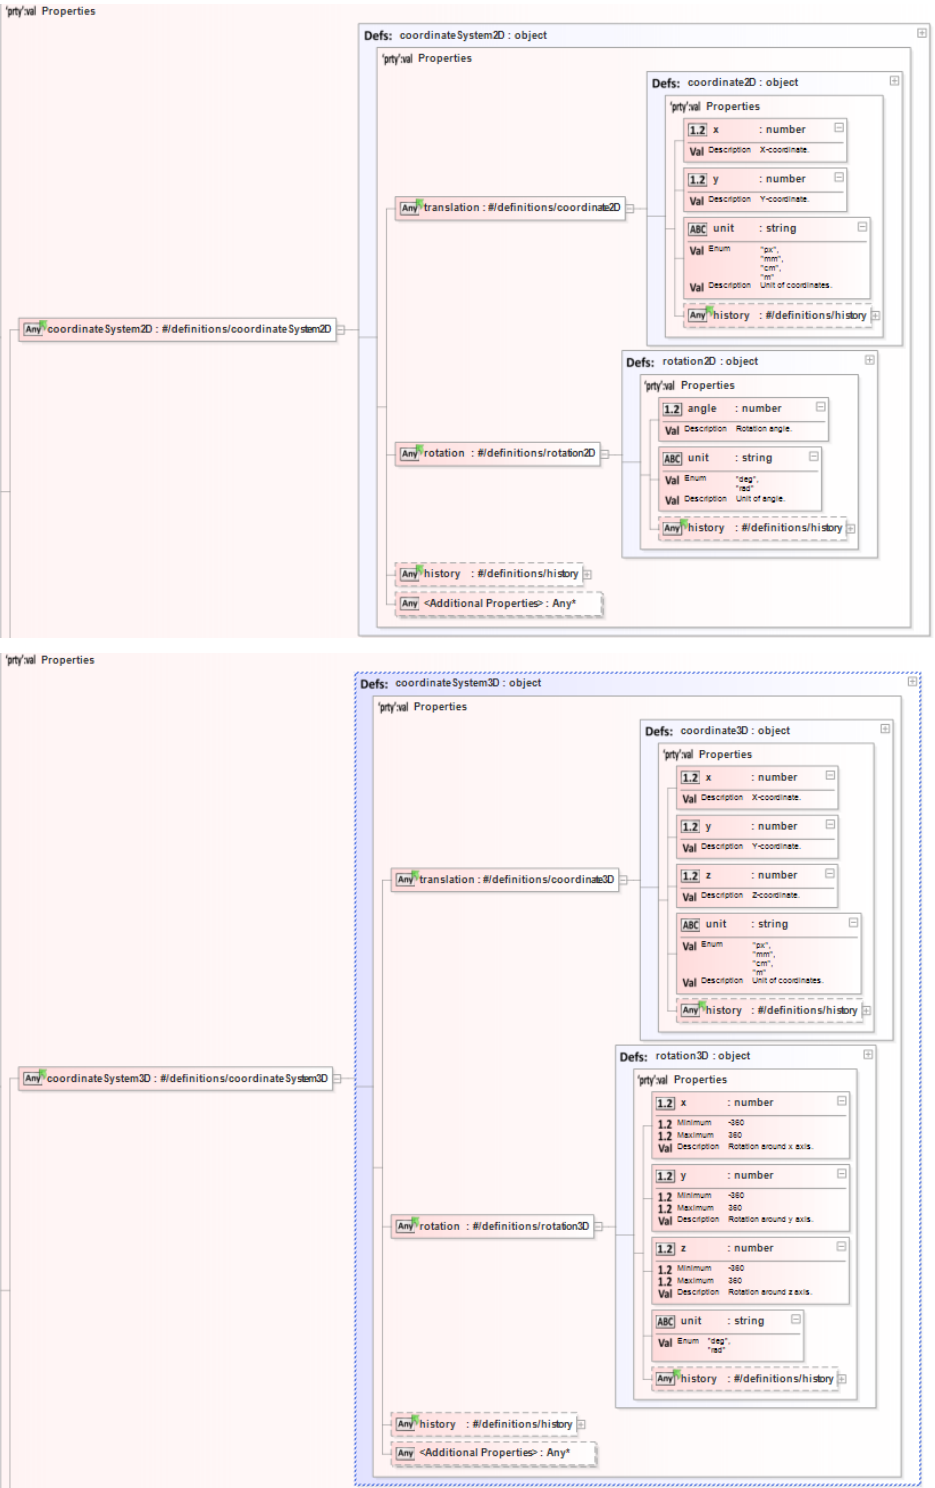 'prty':val Properties
Defs: coordinateSystem2D : object
'prty':val Properties
Defs: coordinate2D : object
'prty':val Properties
1.2 x : number
Val Description X-coordinate.
1.2 y : number
Val Description Y-coordinate.
Any translation : #/definitions/coordinate2D
ABC unit : string
Val Enum "px",
"mm",
"cm",
"m"
Val Description Unit of coordinates.
Any history : #/definitions/history
Any coordinateSystem2D : #/definitions/coordinateSystem2D
Defs: rotation2D : object
'prty':val Properties
1.2 angle : number
Val Description Rotation angle.
Any rotation : #/definitions/rotation2D
ABC unit : string
Val Enum "deg",
"rad"
Val Description Unit of angle.
Any history : #/definitions/history
Any history : #/definitions/history
Any <Additional Properties> : Any*
'prty':val Properties
Defs: coordinateSystem3D : object
'prty':val Properties
Defs: coordinate3D : object
'prty':val Properties
1.2 x : number
Val Description X-coordinate.
1.2 y : number
Val Description Y-coordinate.
1.2 z : number
Val Description Z-coordinate.
Any translation : #/definitions/coordinate3D
ABC unit : string
Val Enum "px",
"mm",
"cm",
"m"
Val Description Unit of coordinates.
Any history : #/definitions/history
Any coordinateSystem3D : #/definitions/coordinateSystem3D
Defs: rotation3D : object
'prty':val Properties
1.2 x : number
1.2 Minimum -360
1.2 Maximum 360
Val Description Rotation around x axis.
1.2 y : number
1.2 Minimum -360
1.2 Maximum 360
Val Description Rotation around y axis.
Any rotation : #/definitions/rotation3D
1.2 z : number
1.2 Minimum -360
1.2 Maximum 360
Val Description Rotation around z axis.
ABC unit : string
Val Enum "deg",
"rad"
Any history : #/definitions/history
Any history : #/definitions/history
Any <Additional Properties> : Any*